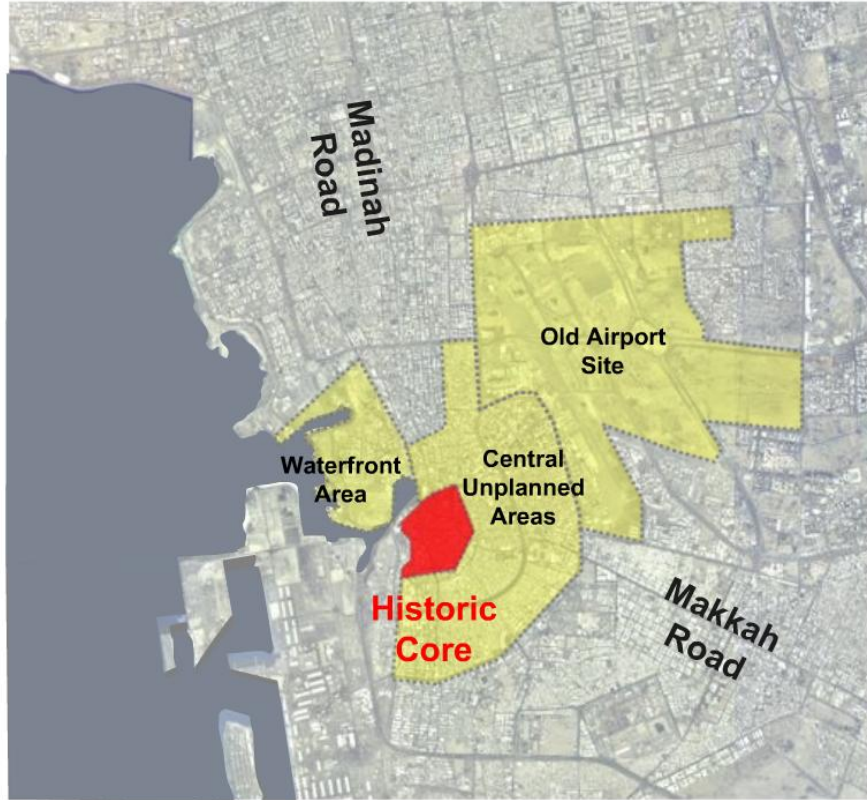 Madinah
Road
Old Airport
Site
Waterfront
Area
Central
Unplanned
Areas
Historic
Core
Makkah
Road